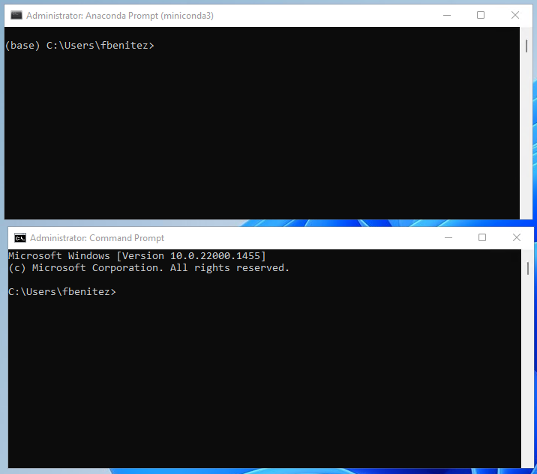 Administrator: Anaconda Prompt (miniconda3)
(base) C:\Users\fbenitez>
Administrator: Command Prompt
Microsoft Windows [Version 10.0.22000.1455]
(c) Microsoft Corporation. All rights reserved.
C:\Users\fbenitez>